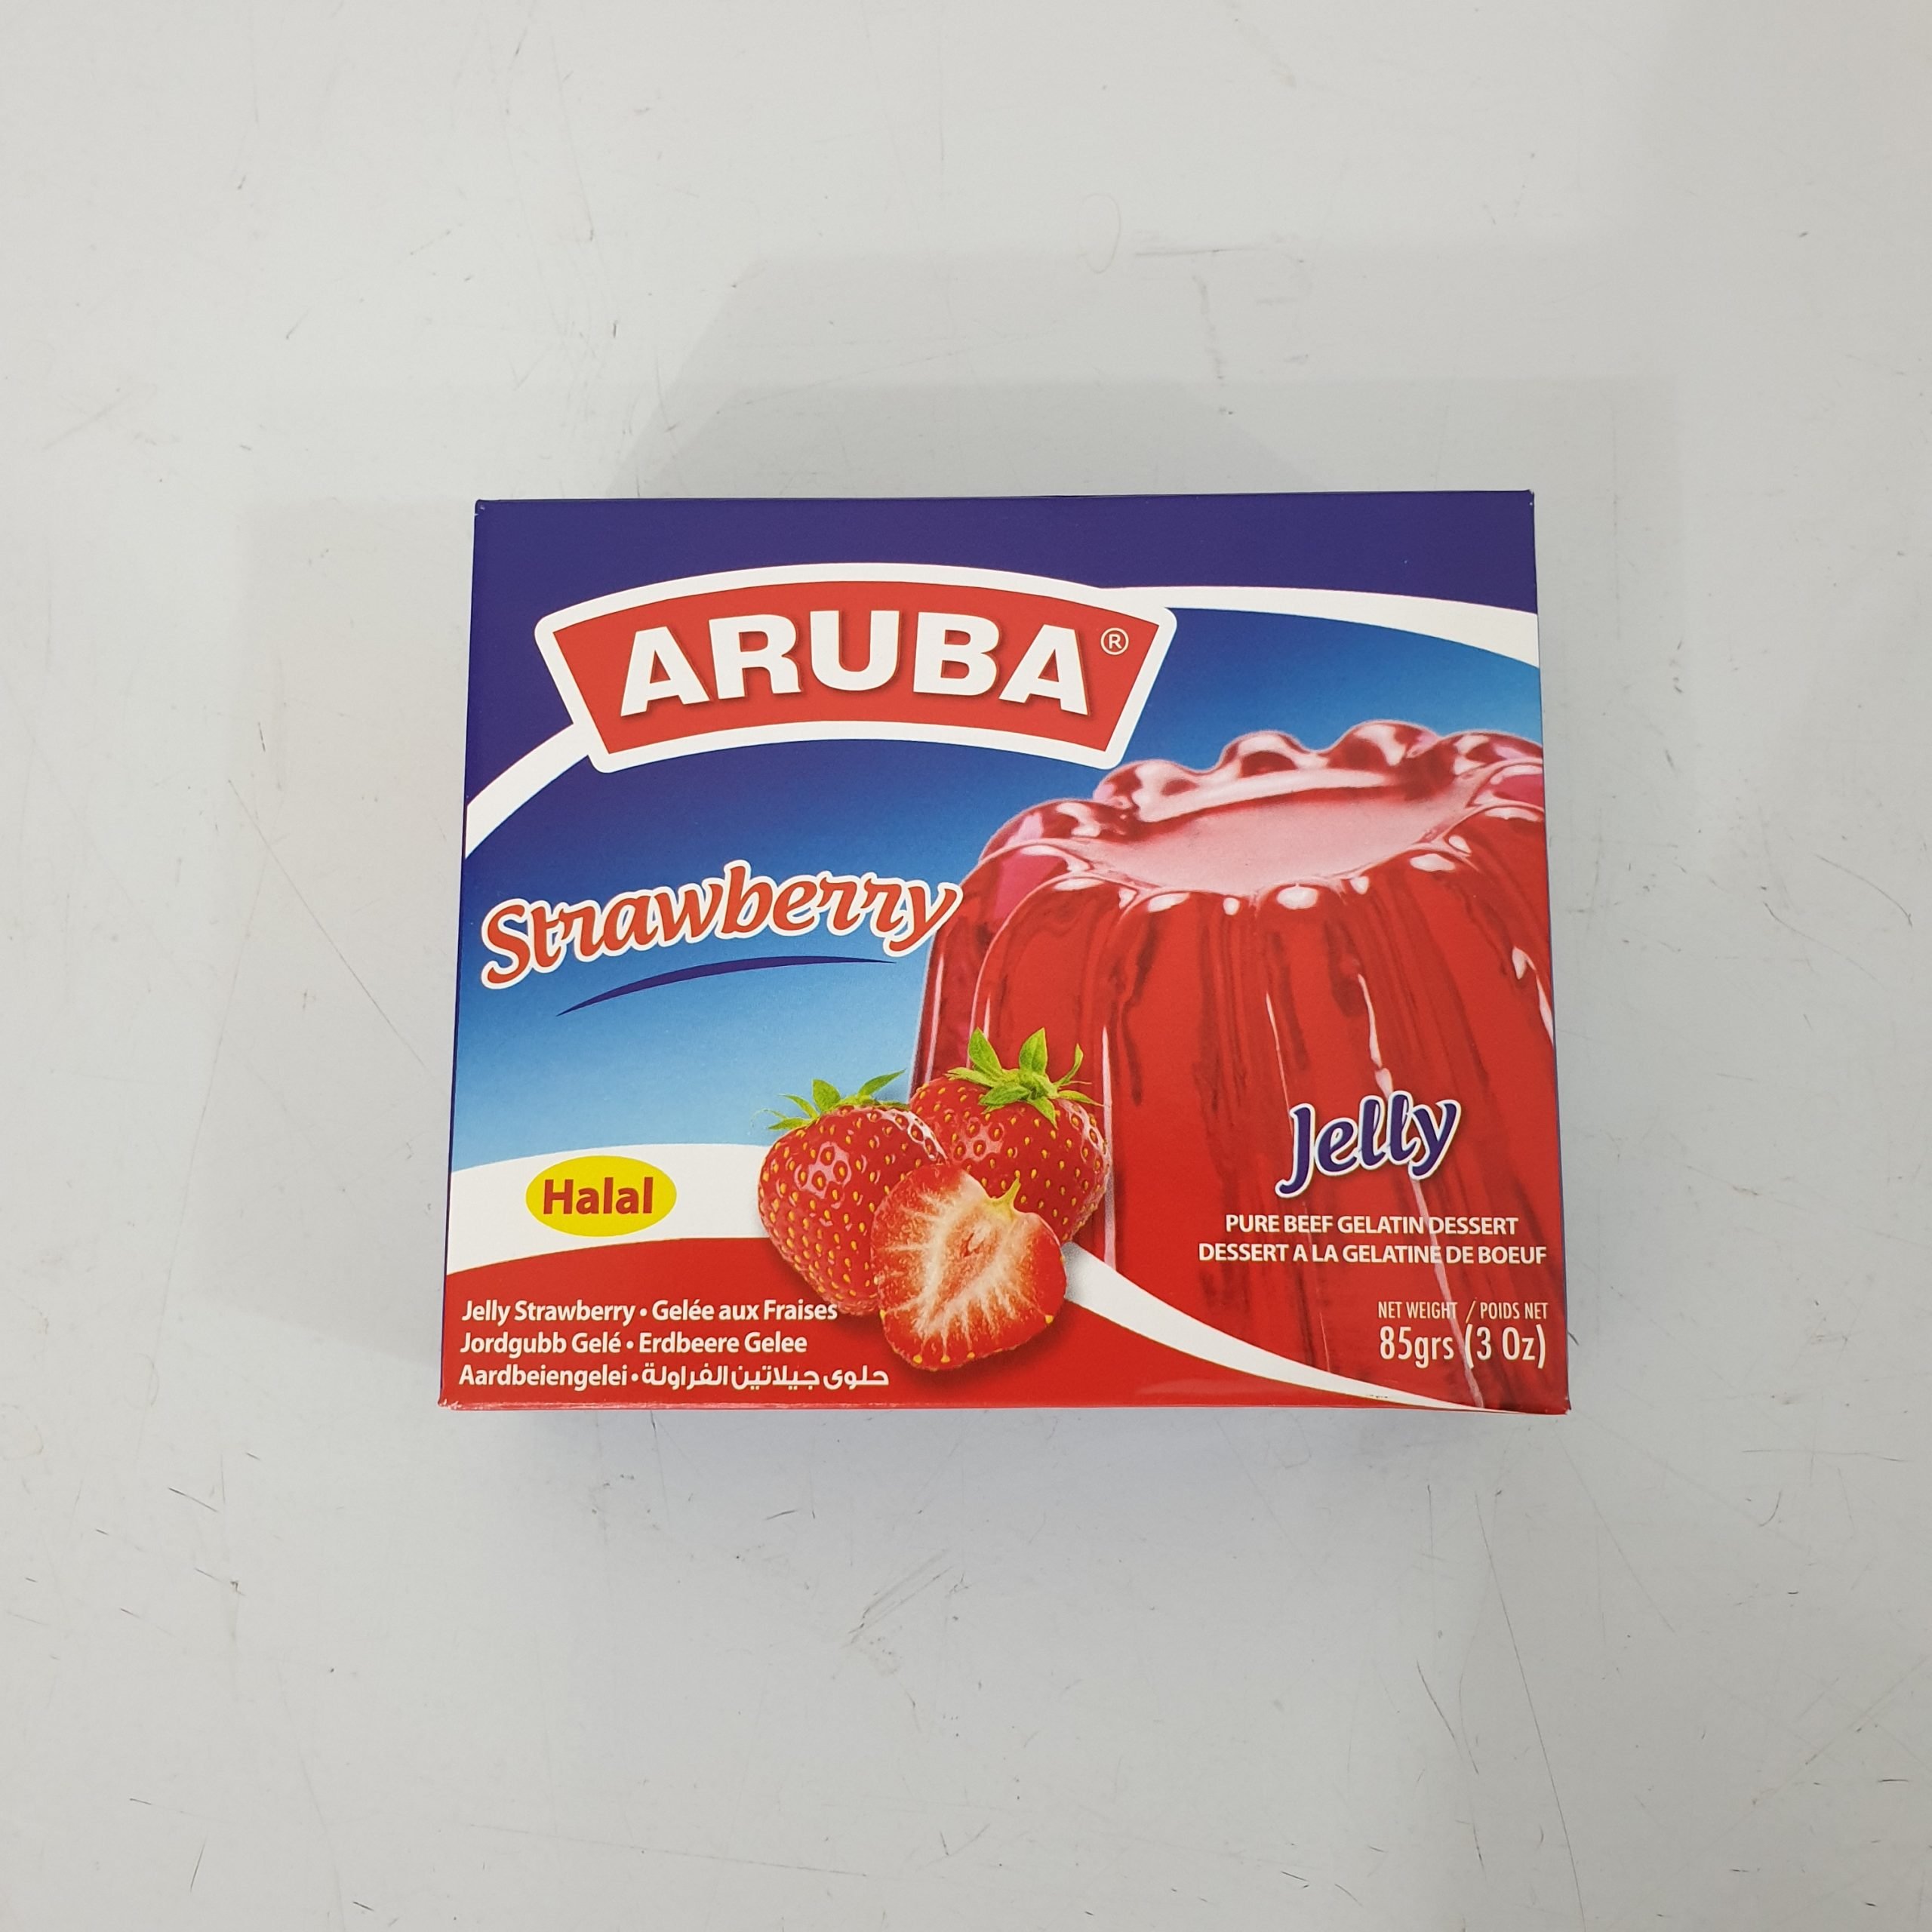 ARUBA®
Strawberry
Jelly
Halal
PURE BEEF GELATIN DESSERT
DESSERT A LA GELATINE DE BOEUF
Jelly Strawberry • Gelée aux Fraises
Jordgubb Gelé • Erdbeere Gelee
Aardbeiengelei • حلوى جيلاتين الفراولة
NET WEIGHT / POIDS NET
85grs (3 Oz)